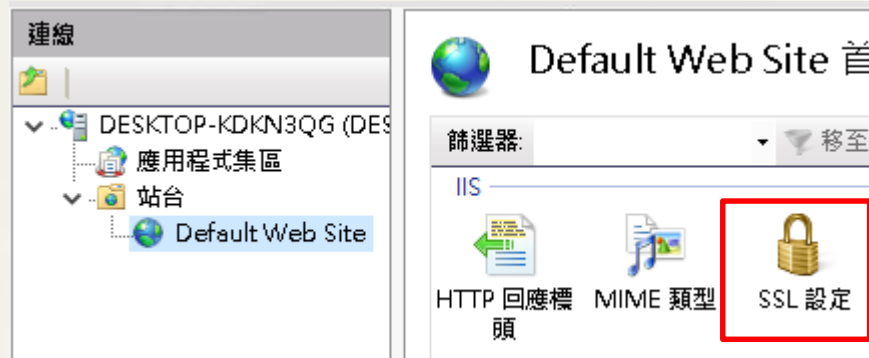 連線
DESKTOP-KDKN3QG (DES
應用程式集區
站台
Default Web Site
Default Web Site 首
篩選器:
移至
IIS
HTTP 回應標
頭
MIME 類型
SSL 設定